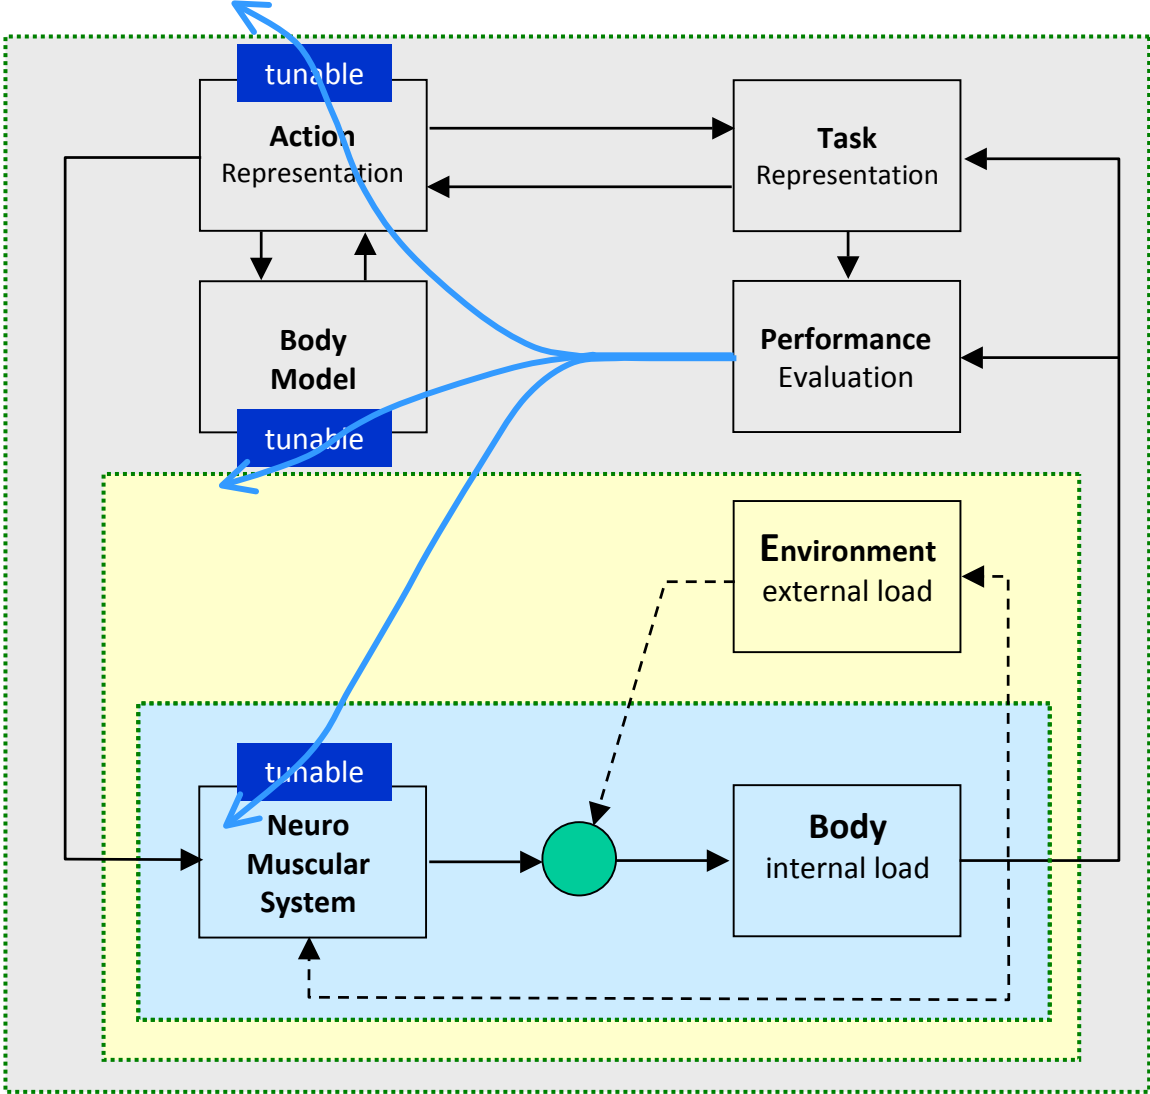 tunable
Action
Representation
Task
Representation
Body
Model
tunable
Performance
Evaluation
Environment
external load
tunable
Neuro
Muscular
System
Body
internal load